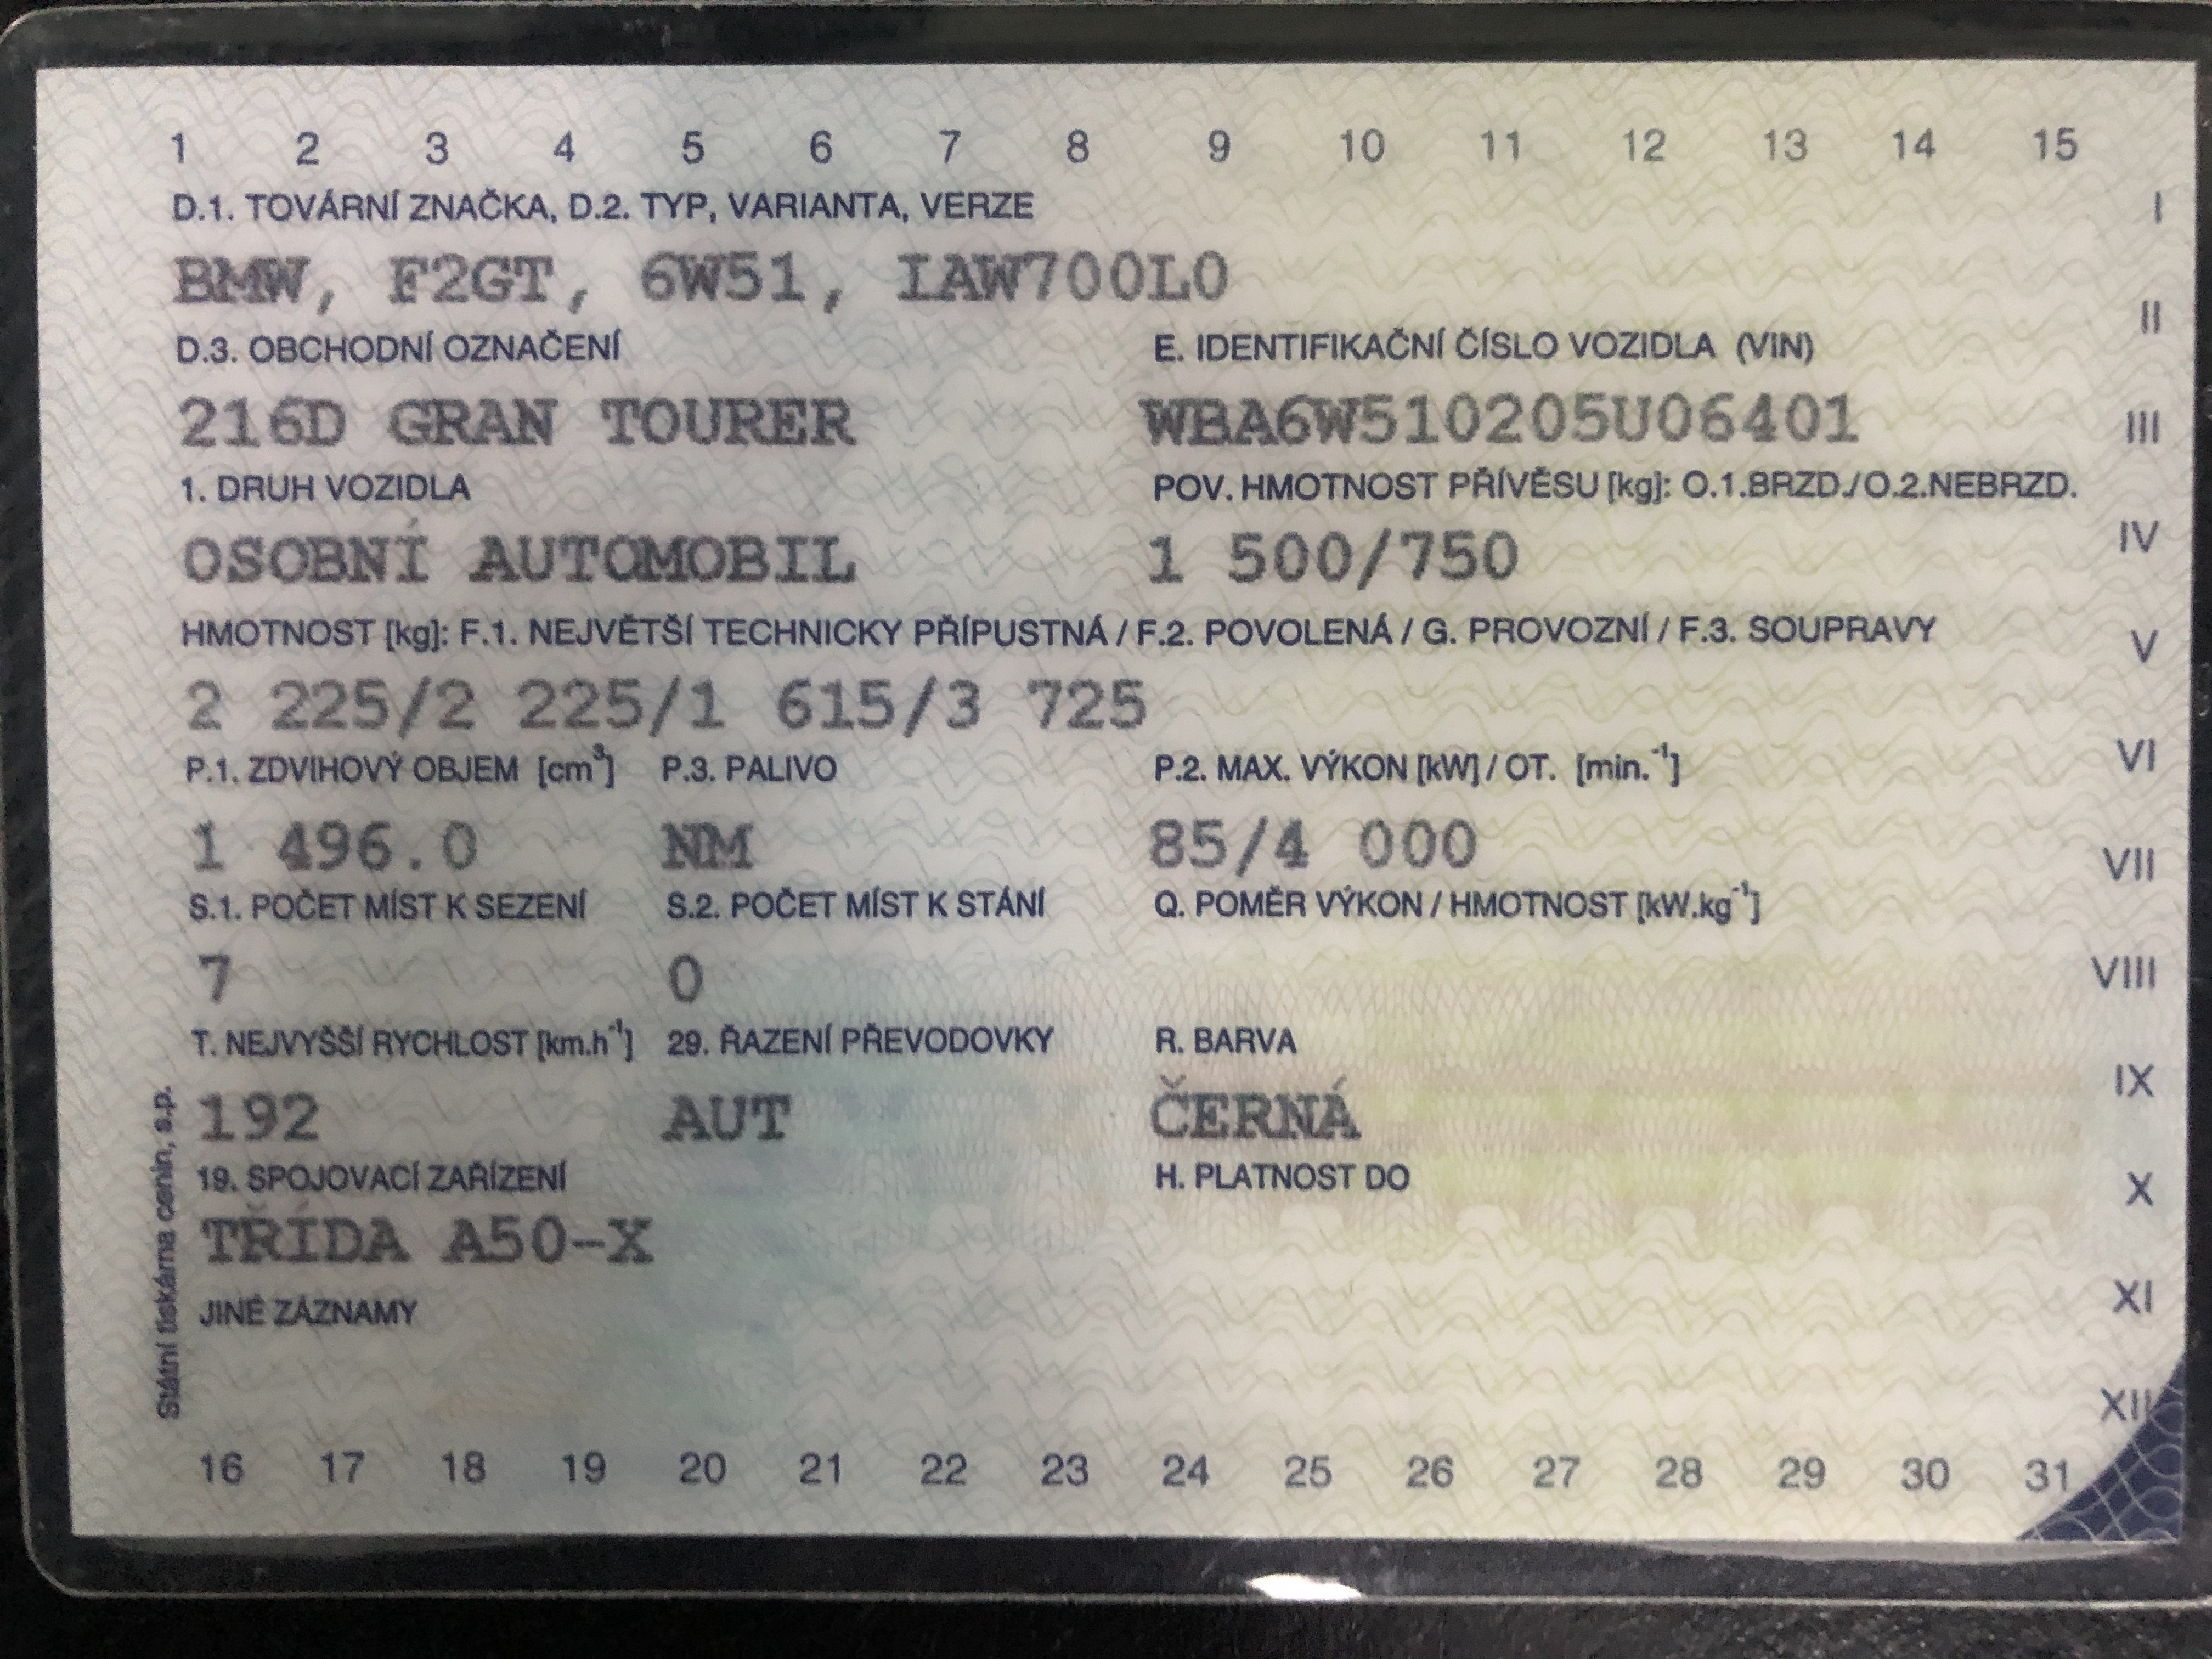 1 2 3 4 5 6 7 8 9 10 11 12 13 14 15
D.1. TOVÁRNÍ ZNAČKA, D.2. TYP, VARIANTA, VERZE I
BMW, F2GT, 6W51, IAW700L0
II
D.3. OBCHODNÍ OZNAČENÍ E. IDENTIFIKAČNÍ ČÍSLO VOZIDLA (VIN)
216D GRAN TOURER WBA6W510205U06401 III
1. DRUH VOZIDLA POV. HMOTNOST PŘÍVĚSU [kg]: O.1.BRZD./O.2.NEBRZD.
OSOBNÍ AUTOMOBIL 1 500/750 IV
HMOTNOST [kg]: F.1. NEJVĚTŠÍ TECHNICKY PŘÍPUSTNÁ / F.2. POVOLENÁ / G. PROVOZNÍ / F.3. SOUPRAVY V
2 225/2 225/1 615/3 725
P.1. ZDVIHOVÝ OBJEM [cm³] P.3. PALIVO P.2. MAX. VÝKON [kW] / OT. [min.⁻¹] VI
1 496.0 NM 85/4 000 VII
S.1. POČET MÍST K SEZENÍ S.2. POČET MÍST K STÁNÍ Q. POMĚR VÝKON / HMOTNOST [kW.kg⁻¹]
7 0 VIII
T. NEJVYŠŠÍ RYCHLOST [km.h⁻¹] 29. ŘAZENÍ PŘEVODOVKY R. BARVA
192 AUT ČERNÁ IX
19. SPOJOVACÍ ZAŘÍZENÍ H. PLATNOST DO X
TŘÍDA A50-X
JINÉ ZÁZNAMY XI
XII
Státní tiskárna cenin, s.p.
16 17 18 19 20 21 22 23 24 25 26 27 28 29 30 31